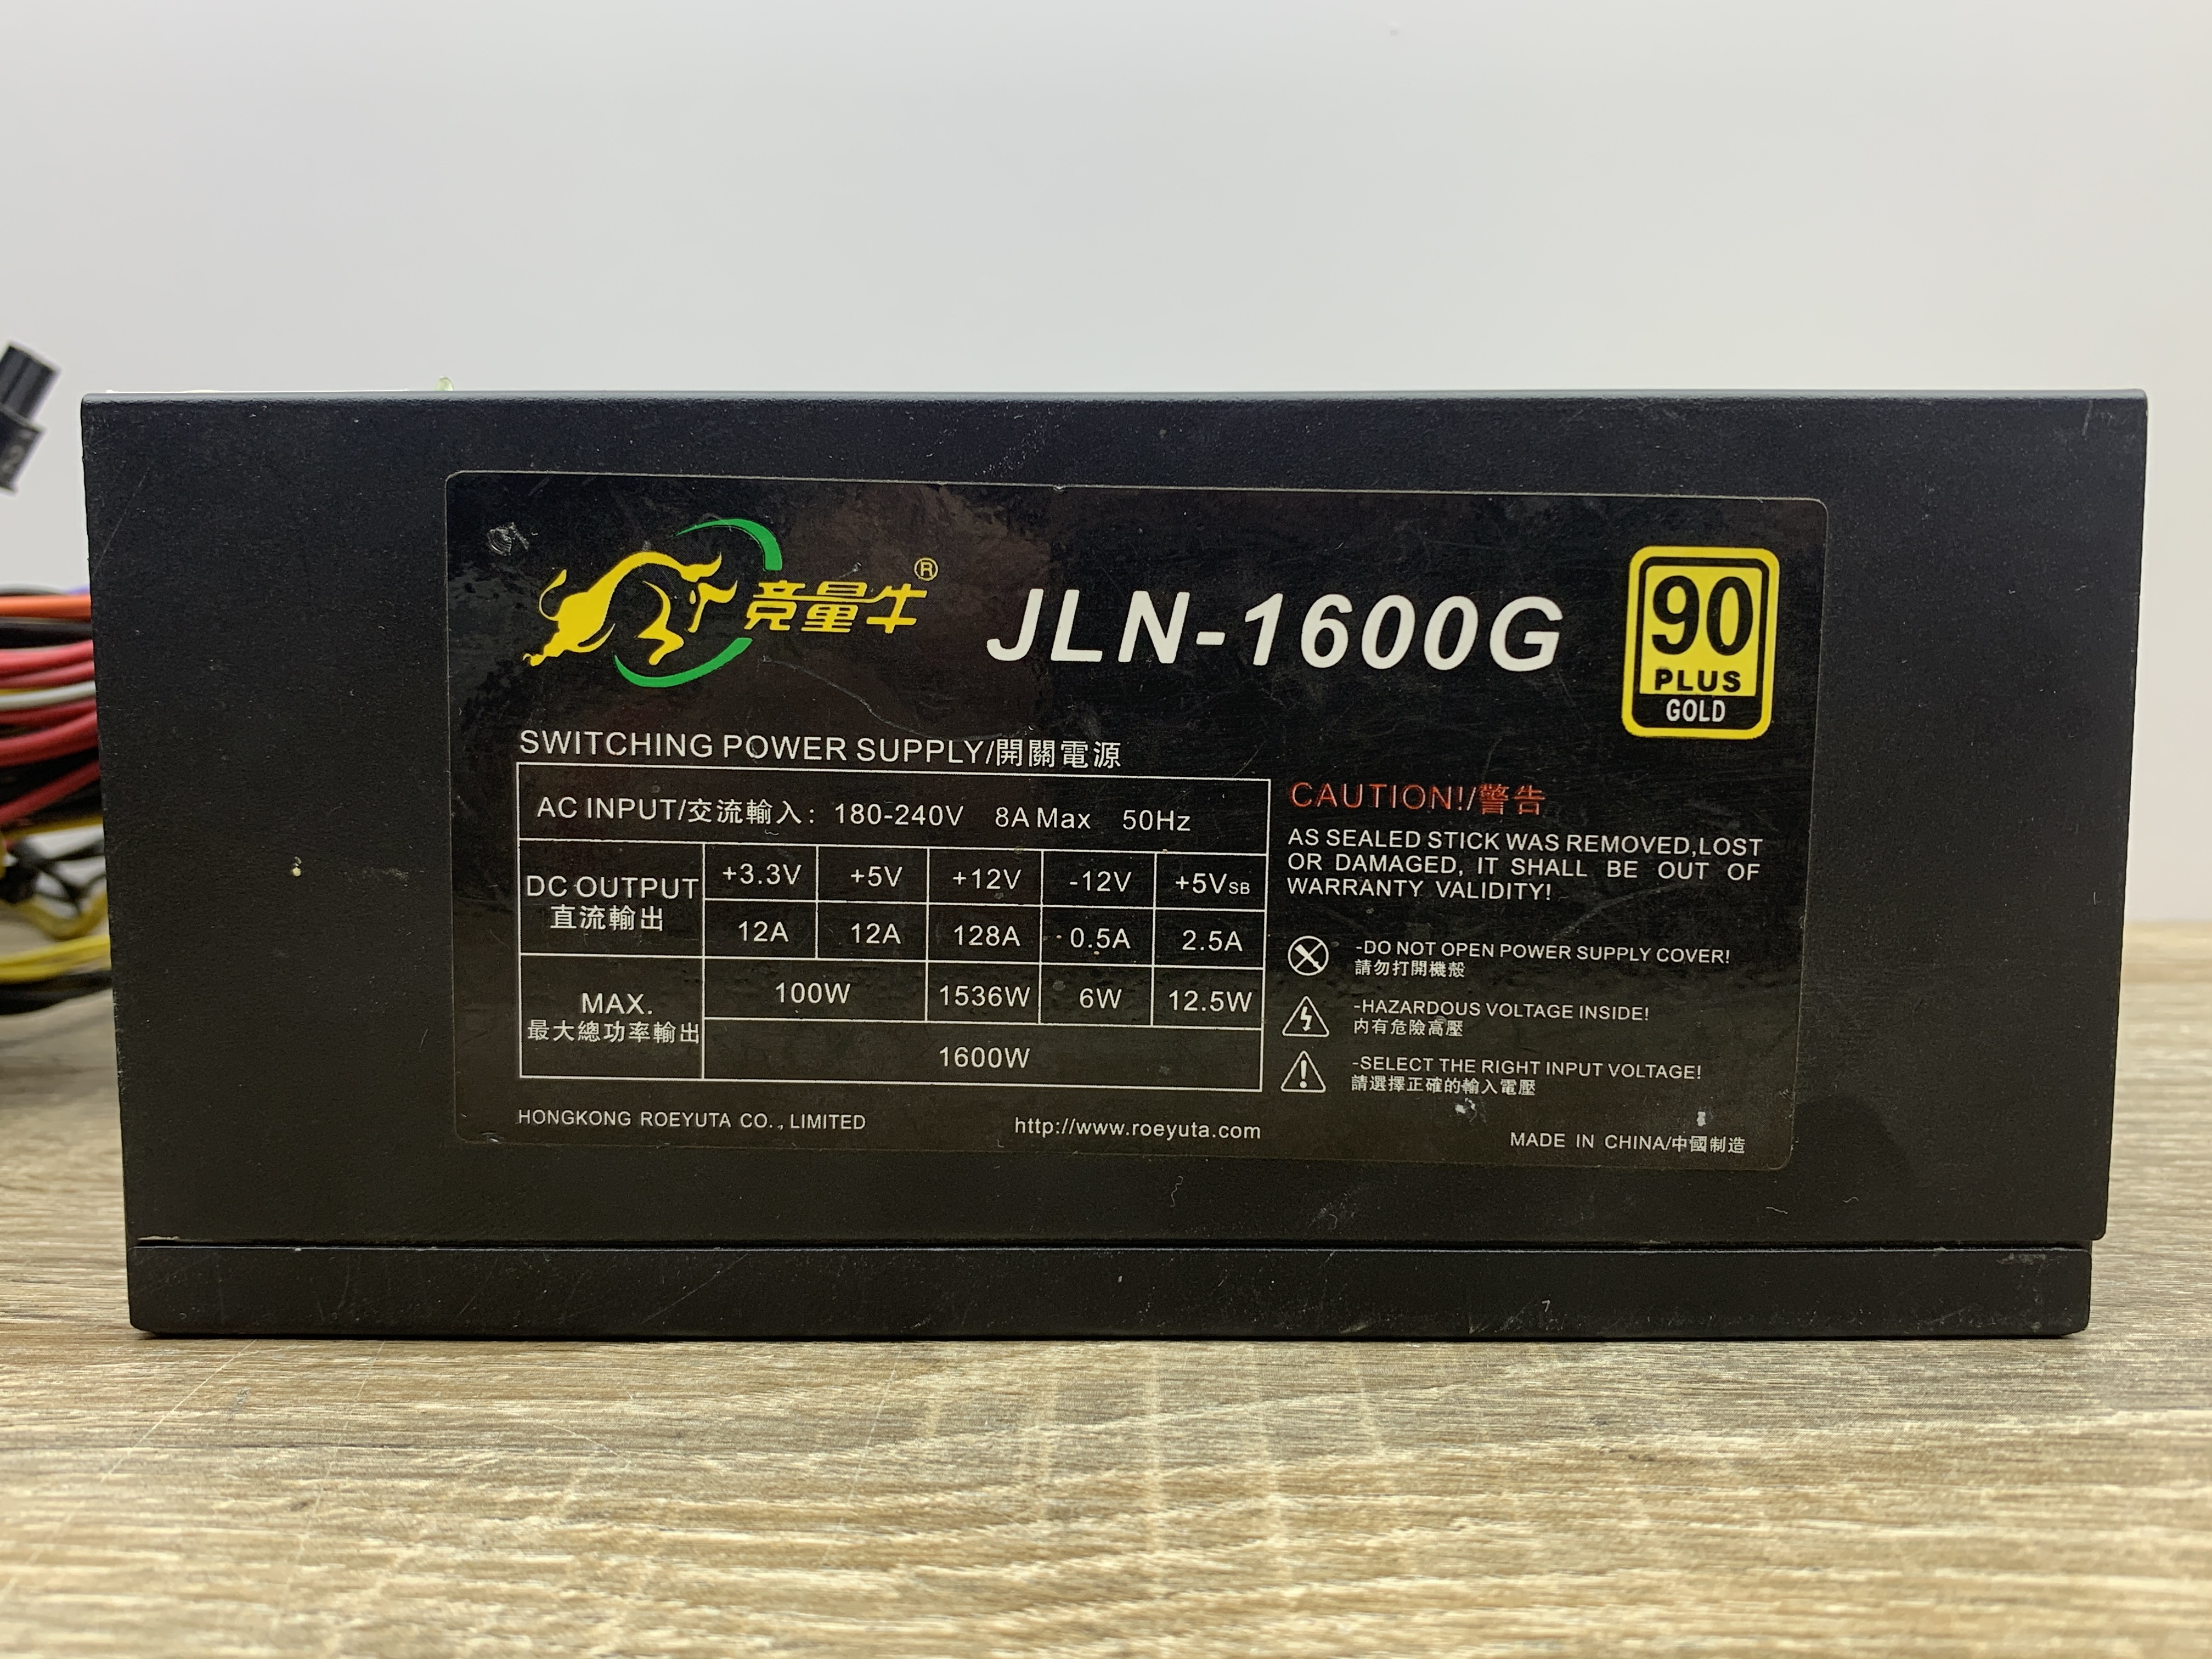 竞量牛®
JLN-1600G
90
PLUS
GOLD
SWITCHING POWER SUPPLY/開關電源
AC INPUT/交流輸入: 180-240V 8A Max 50Hz
DC OUTPUT
直流輸出
+3.3V +5V +12V -12V +5VSB
12A 12A 128A 0.5A 2.5A
MAX.
最大總功率輸出
100W 1536W 6W 12.5W
1600W
CAUTION!/警告
AS SEALED STICK WAS REMOVED,LOST
OR DAMAGED, IT SHALL BE OUT OF
WARRANTY VALIDITY!
-DO NOT OPEN POWER SUPPLY COVER!
請勿打開機殼
-HAZARDOUS VOLTAGE INSIDE!
内有危險高壓
-SELECT THE RIGHT INPUT VOLTAGE!
請選擇正確的輸入電壓
HONGKONG ROEYUTA CO., LIMITED
http://www.roeyuta.com
MADE IN CHINA/中國制造